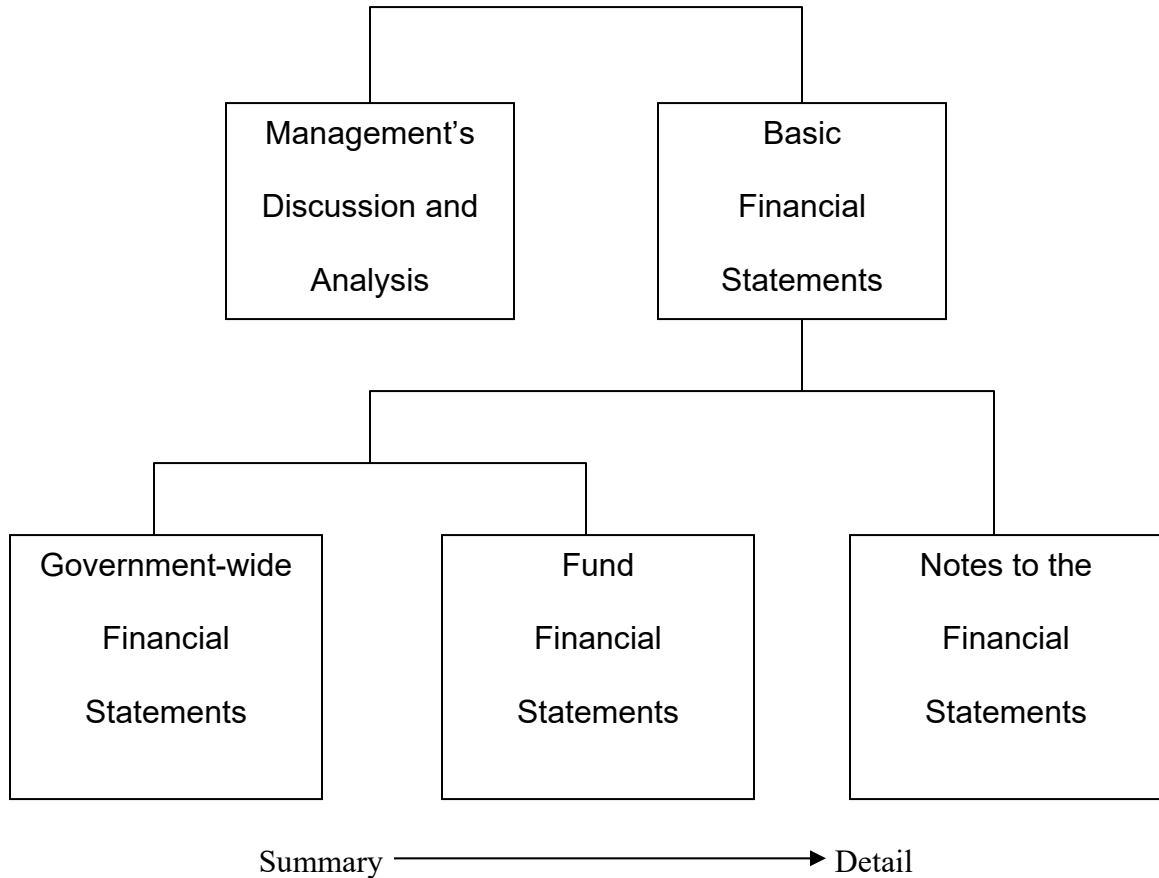 Management’s
Discussion and
Analysis
Basic
Financial
Statements
Government-wide
Financial
Statements
Fund
Financial
Statements
Notes to the
Financial
Statements
Summary
Detail